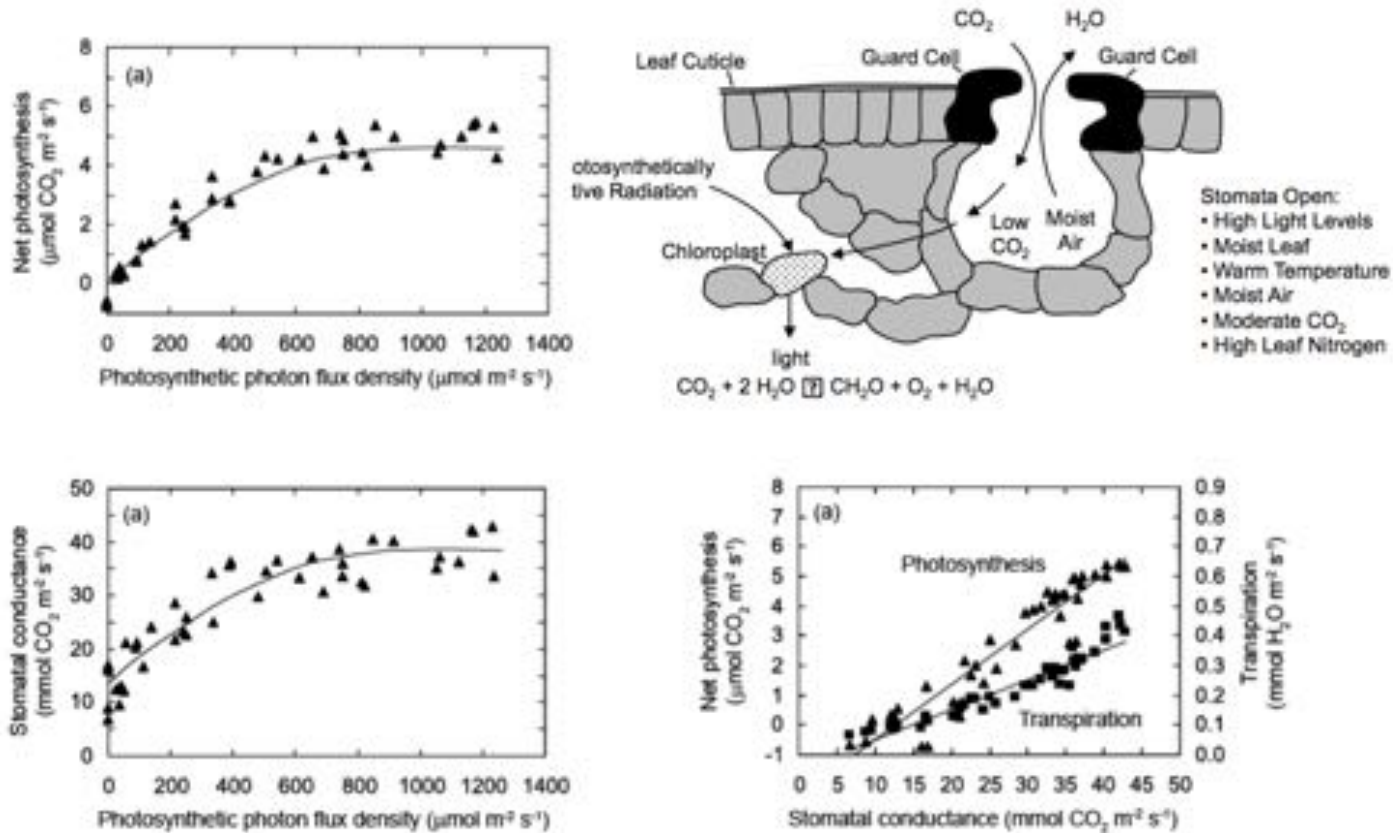 (a)
Net photosynthesis
(μmol CO₂ m⁻² s⁻¹)
8
6
4
2
0
0 200 400 600 800 1000 1200 1400
Photosynthetic photon flux density (μmol m⁻² s⁻¹)
CO₂ H₂O
Leaf Cuticle
Guard Cell
Guard Cell
otosynthetically
tive Radiation
Chloroplast
Low
CO₂
Moist
Air
light
CO₂ + 2 H₂O ? CH₂O + O₂ + H₂O
Stomata Open:
• High Light Levels
• Moist Leaf
• Warm Temperature
• Moist Air
• Moderate CO₂
• High Leaf Nitrogen
(a)
Stomatal conductance
(mmol CO₂ m⁻² s⁻¹)
50
40
30
20
10
0
0 200 400 600 800 1000 1200 1400
Photosynthetic photon flux density (μmol m⁻² s⁻¹)
(a)
Net photosynthesis
(μmol CO₂ m⁻² s⁻¹)
8
7
6
5
4
3
2
1
0
-1
Photosynthesis
Transpiration
0.9
0.8
0.7
0.6
0.5
0.4
0.3
0.2
0.1
0.0
Transpiration
(mmol H₂O m⁻² s⁻¹)
0 5 10 15 20 25 30 35 40 45 50
Stomatal conductance (mmol CO₂ m⁻² s⁻¹)